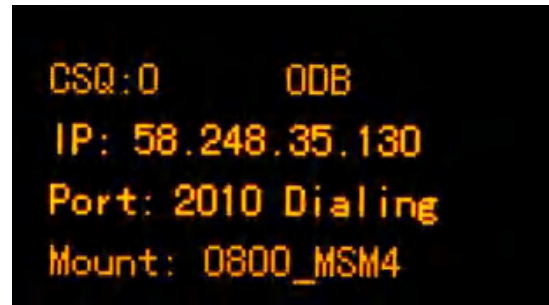 CSQ:0 0DB
IP: 58.248.35.130
Port: 2010 Dialing
Mount: 0800_MSM4